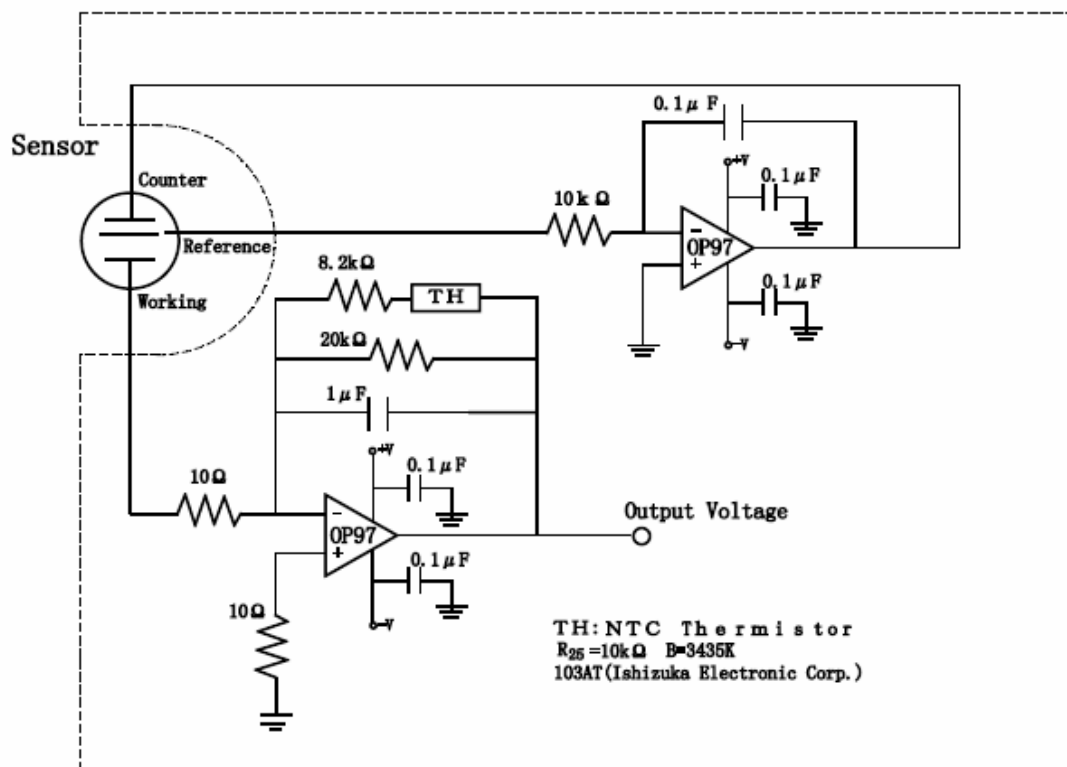 0.1μF
Sensor
Counter
+V
0.1μF
10kΩ
-
OP97
+
Reference
8.2kΩ
TH
0.1μF
Working
20kΩ
-V
1μF
+V
10Ω
0.1μF
Output Voltage
-
OP97
+
0.1μF
10Ω
-V
TH:NTC Thermistor
R25=10kΩ B=3435K
103AT(Ishizuka Electronic Corp.)